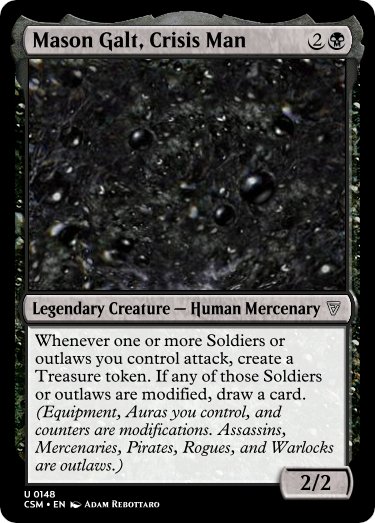 Mason Galt, Crisis Man 2
Legendary Creature — Human Mercenary
Whenever one or more Soldiers or
outlaws you control attack, create a
Treasure token. If any of those Soldiers
or outlaws are modified, draw a card.
(Equipment, Auras you control, and
counters are modifications. Assassins,
Mercenaries, Pirates, Rogues, and Warlocks
are outlaws.)
2/2
U 0148
CSM • EN Adam Rebottaro